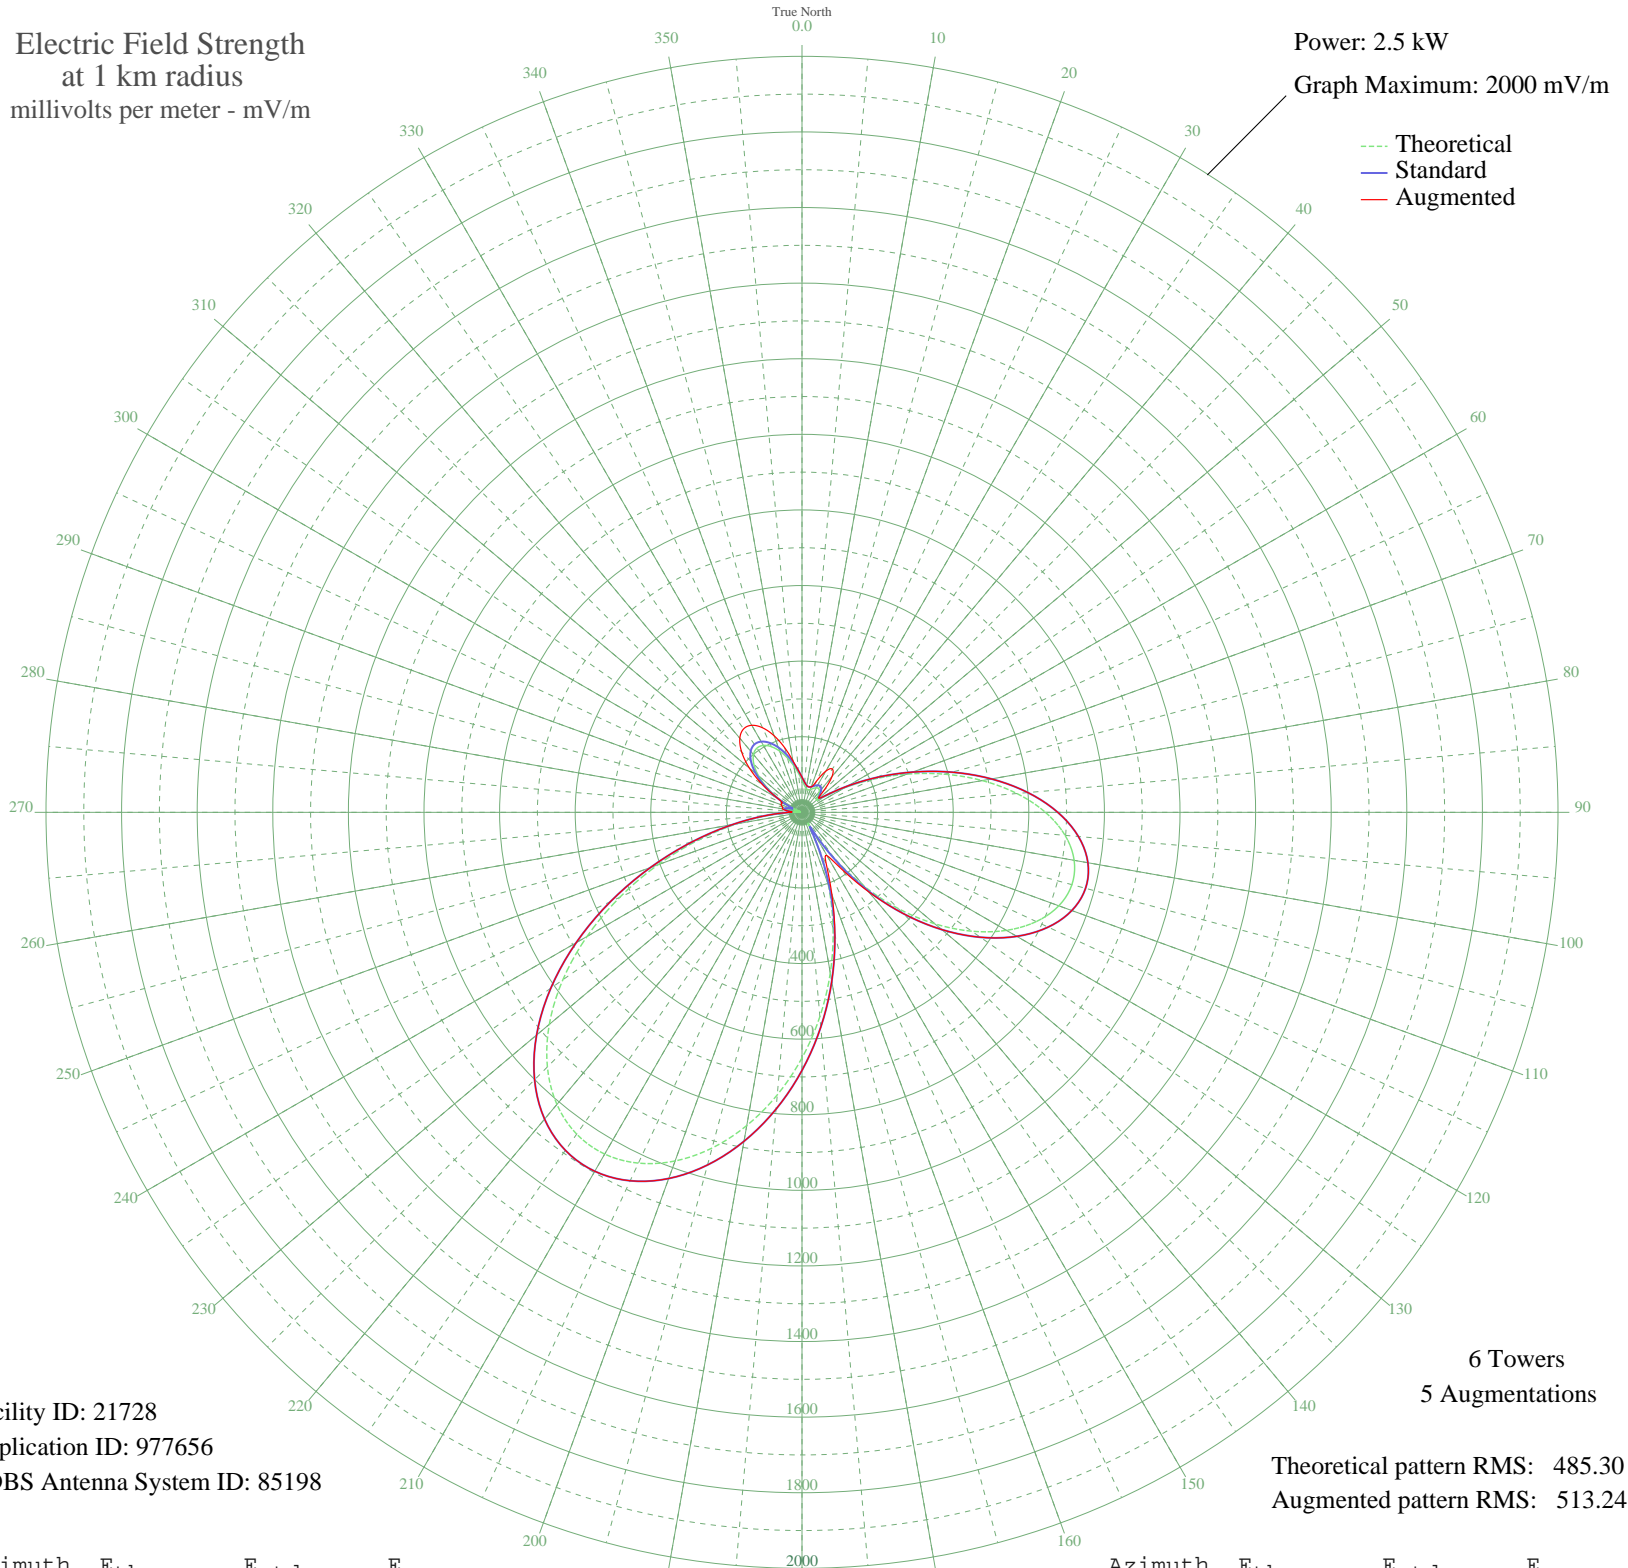 True North
0.0
Electric Field Strength
at 1 km radius
millivolts per meter - mV/m
Power: 2.5 kW
Graph Maximum: 2000 mV/m
Theoretical
Standard
Augmented
10
20
30
40
50
60
70
80
90
100
110
120
130
140
150
160
200
210
220
230
240
250
260
270
280
290
300
310
320
330
340
350
400
600
800
1000
1200
1400
1600
1800
2000
6 Towers
5 Augmentations
cility ID: 21728
plication ID: 977656
DBS Antenna System ID: 85198
Theoretical pattern RMS: 485.30
Augmented pattern RMS: 513.24
imuth
Azimuth